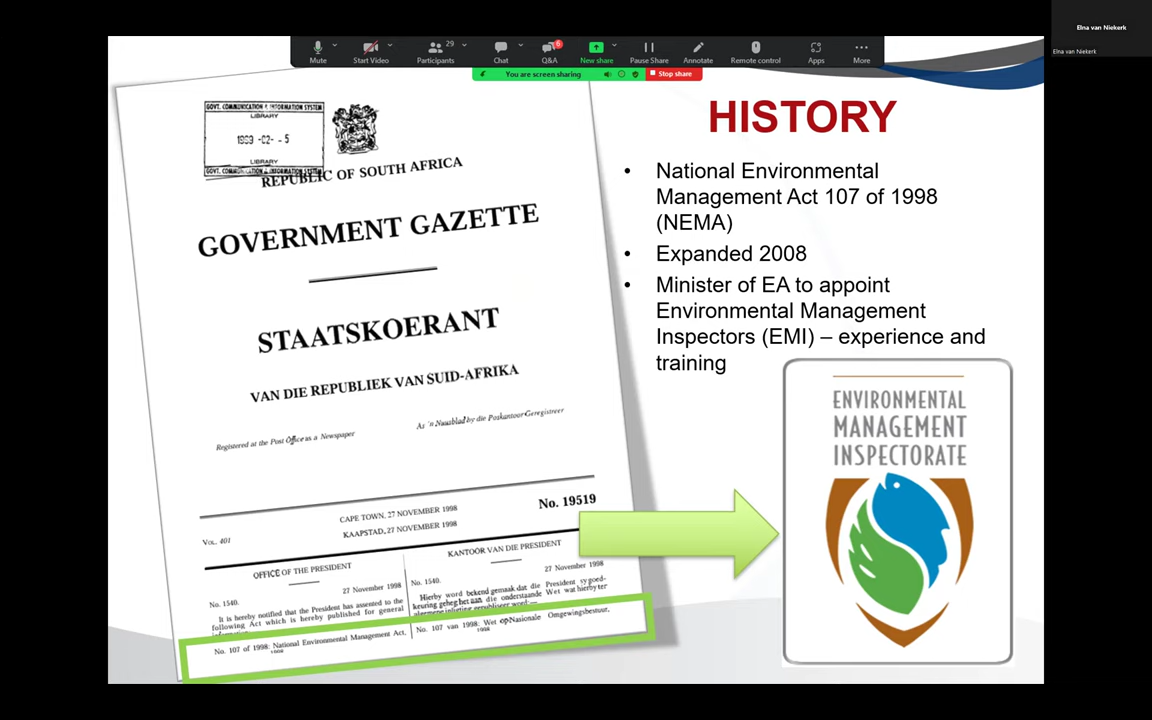 Elna van Niekerk
Elna van Niekerk
Mute
Start Video
29
Participants
Chat
6
Q&A
New share
Pause Share
Annotate
Remote control
Apps
More
You are screen sharing
Stop share
GOVT. COMMUNICATION & INFORMATION SYSTEM
LIBRARY
-02- -5
LIBRARY
GOVT. COMMUNICATION & INFORMATION SYSTEM
REPUBLIC OF SOUTH AFRICA
GOVERNMENT GAZETTE
STAATSKOERANT
VAN DIE REPUBLIEK VAN SUID-AFRIKA
Registered at the Post Office as a Newspaper
As 'n Nuusblad by die Poskantoor Geregistreer
VOL. 401
CAPE TOWN, 27 NOVEMBER 1998
KAAPSTAD, 27 NOVEMBER 1998
No. 19519
OFFICE OF THE PRESIDENT
No. 1540.
27 November 1998
It is hereby notified that the President has assented to the
following Act which is hereby published for general
KANTOOR VAN DIE PRESIDENT
No. 1540.
27 November 1998
Hierby word bekend gemaak dat die President sy goed-
keuring geheg het aan die onderstaande Wet wat hierby ter
algemene inligting gepubliseer word:—
No. 107 of 1998: National Environmental Management Act,
1998
No. 107 van 1998: Wet op Nasionale Omgewingsbestuur,
1998
HISTORY
• National Environmental
Management Act 107 of 1998
(NEMA)
• Expanded 2008
• Minister of EA to appoint
Environmental Management
Inspectors (EMI) – experience and
training
ENVIRONMENTAL
MANAGEMENT
INSPECTORATE